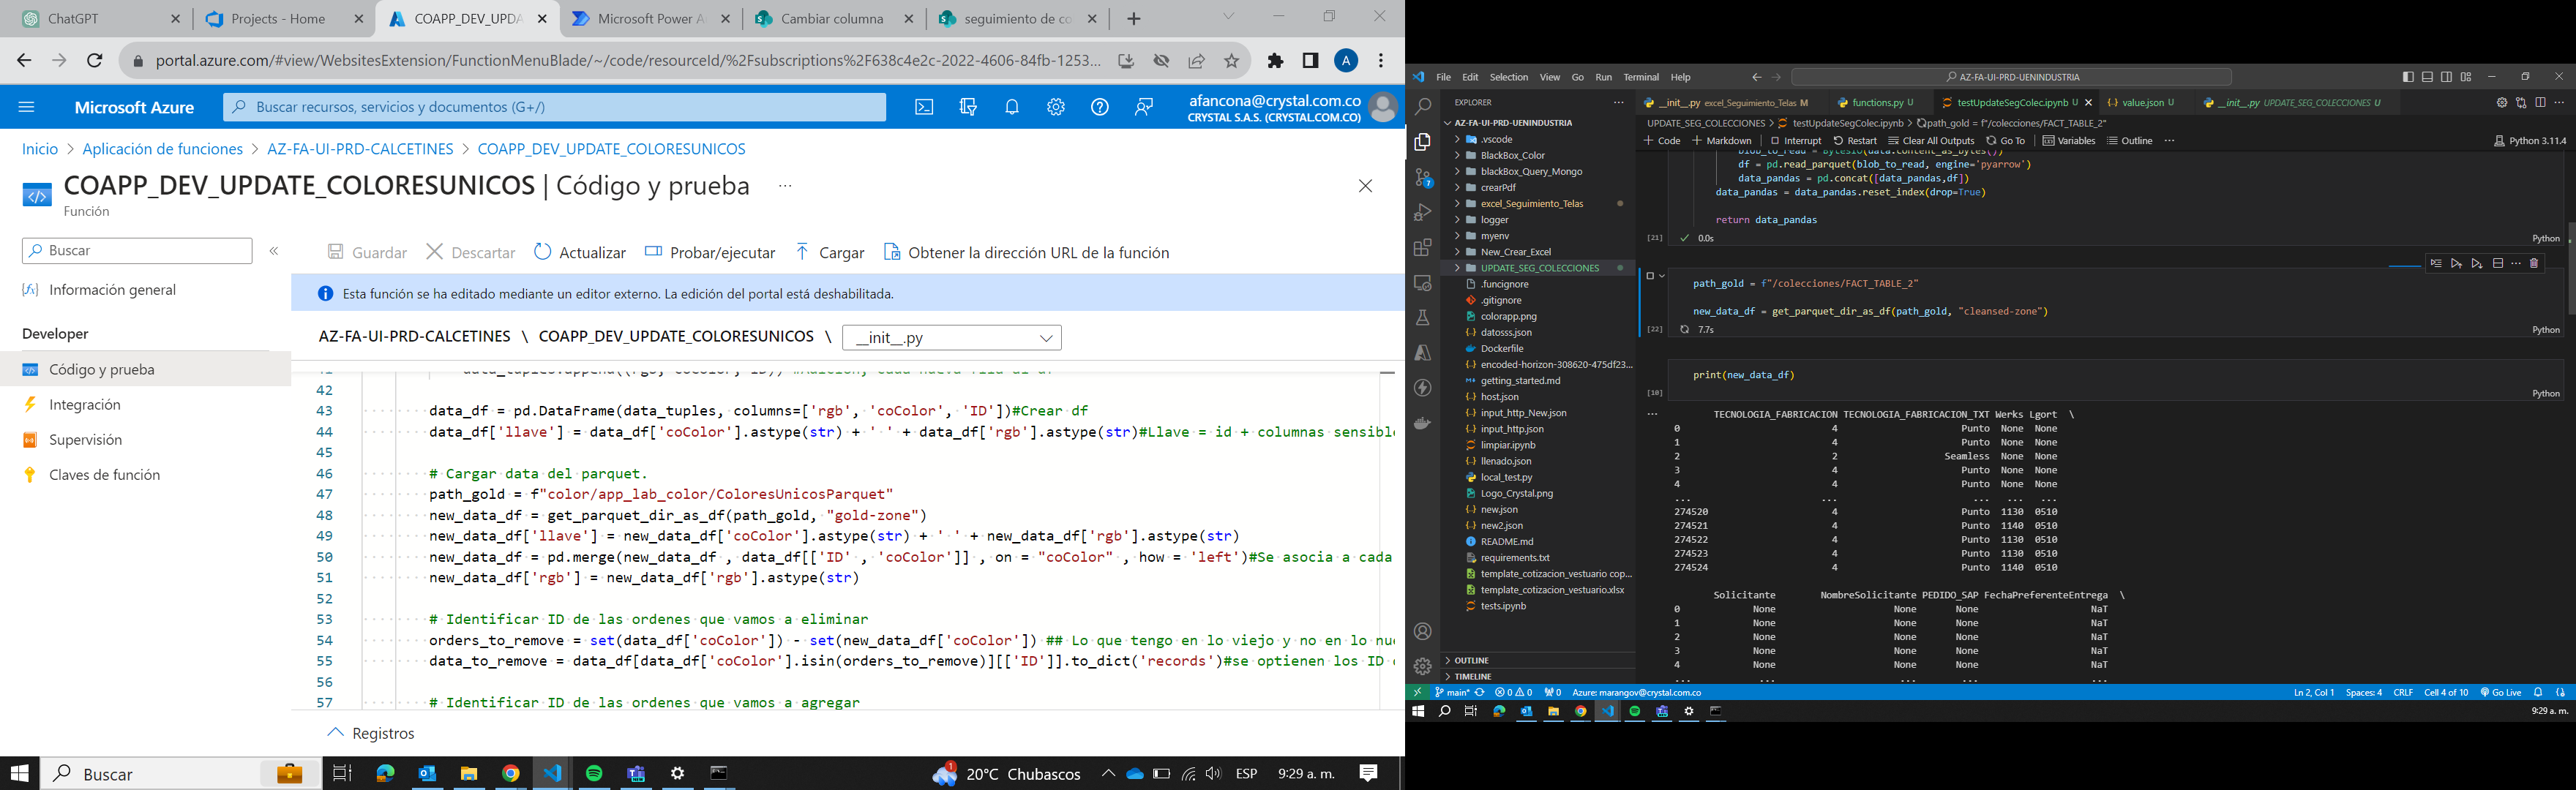 ChatGPT
Projects - Home
COAPP_DEV_UPDA
Microsoft Power A
Cambiar columna
seguimiento de co
portal.azure.com/#view/WebsitesExtension/FunctionMenuBlade/~/code/resourceId/%2Fsubscriptions%2F638c4e2c-2022-4606-84fb-1253...
A
Microsoft Azure
Buscar recursos, servicios y documentos (G+/)
afancona@crystal.com.co
CRYSTAL S.A.S. (CRYSTAL.COM.CO)
Inicio > Aplicación de funciones > AZ-FA-UI-PRD-CALCETINES > COAPP_DEV_UPDATE_COLORESUNICOS
COAPP_DEV_UPDATE_COLORESUNICOS | Código y prueba ...
Función
Buscar
«
Guardar
Descartar
Actualizar
Probar/ejecutar
Cargar
Obtener la dirección URL de la función
Información general
Esta función se ha editado mediante un editor externo. La edición del portal está deshabilitada.
Developer
AZ-FA-UI-PRD-CALCETINES \ COAPP_DEV_UPDATE_COLORESUNICOS \ __init__.py
Código y prueba
Integración
Supervisión
Claves de función
42
43 data_df = pd.DataFrame(data_tuples, columns=['rgb', 'coColor', 'ID'])#Crear df
44 data_df['llave'] = data_df['coColor'].astype(str) + ' ' + data_df['rgb'].astype(str)#Llave = id + columnas sensible
45
46 # Cargar data del parquet.
47 path_gold = f"color/app_lab_color/ColoresUnicosParquet"
48 new_data_df = get_parquet_dir_as_df(path_gold, "gold-zone")
49 new_data_df['llave'] = new_data_df['coColor'].astype(str) + ' ' + new_data_df['rgb'].astype(str)
50 new_data_df = pd.merge(new_data_df , data_df[['ID' , 'coColor']] , on = "coColor" , how = 'left')#Se asocia a cada
51 new_data_df['rgb'] = new_data_df['rgb'].astype(str)
52
53 # Identificar ID de las ordenes que vamos a eliminar
54 orders_to_remove = set(data_df['coColor']) - set(new_data_df['coColor']) ## Lo que tengo en lo viejo y no en lo nue
55 data_to_remove = data_df[data_df['coColor'].isin(orders_to_remove)][['ID']].to_dict('records')#se optienen los ID
56
57 # Identificar ID de las ordenes que vamos a agregar
Registros
Buscar
1
20°C Chubascos
ESP
9:29 a. m.
File Edit Selection View Go Run Terminal Help
AZ-FA-UI-PRD-UENINDUSTRIA
EXPLORER
...
__init__.py excel_Seguimiento_Telas M
functions.py U
testUpdateSegColec.ipynb U
value.json U
__init__.py UPDATE_SEG_COLECCIONES U
AZ-FA-UI-PRD-UENINDUSTRIA
.vscode
BlackBox_Color
blackBox_Query_Mongo
crearPdf
excel_Seguimiento_Telas
logger
myenv
New_Crear_Excel
UPDATE_SEG_COLECCIONES
.funcignore
.gitignore
colorapp.png
datosss.json
Dockerfile
encoded-horizon-308620-475df23...
getting_started.md
host.json
input_http_New.json
input_http.json
limpiar.ipynb
llenado.json
local_test.py
Logo_Crystal.png
new.json
new2.json
README.md
requirements.txt
template_cotizacion_vestuario cop...
template_cotizacion_vestuario.xlsx
tests.ipynb
OUTLINE
TIMELINE
7
UPDATE_SEG_COLECCIONES > testUpdateSegColec.ipynb > path_gold = f"/colecciones/FACT_TABLE_2"
+ Code + Markdown Interrupt Restart Clear All Outputs Go To Variables Outline ...
Python 3.11.4
blob_to_read = BytesIO(data.content_as_bytes())
df = pd.read_parquet(blob_to_read, engine='pyarrow')
data_pandas = pd.concat([data_pandas,df])
data_pandas = data_pandas.reset_index(drop=True)
return data_pandas
[21] 0.0s
Python
path_gold = f"/colecciones/FACT_TABLE_2"
new_data_df = get_parquet_dir_as_df(path_gold, "cleansed-zone")
[22] 7.7s
Python
print(new_data_df)
[10]
Python
... TECNOLOGIA_FABRICACION TECNOLOGIA_FABRICACION_TXT Werks Lgort \
0 4 Punto None None
1 4 Punto None None
2 2 Seamless None None
3 4 Punto None None
4 4 Punto None None
... ... ... ... ...
274520 4 Punto 1130 0510
274521 4 Punto 1140 0510
274522 4 Punto 1130 0510
274523 4 Punto 1130 0510
274524 4 Punto 1140 0510
Solicitante NombreSolicitante PEDIDO_SAP FechaPreferenteEntrega \
0 None None None NaT
1 None None None NaT
2 None None None NaT
3 None None None NaT
4 None None None NaT
... ... ... ... ...
main* 0 0 0 Azure: marangov@crystal.com.co
Ln 2, Col 1 Spaces: 4 CRLF Cell 4 of 10 Go Live
9:29 a. m.